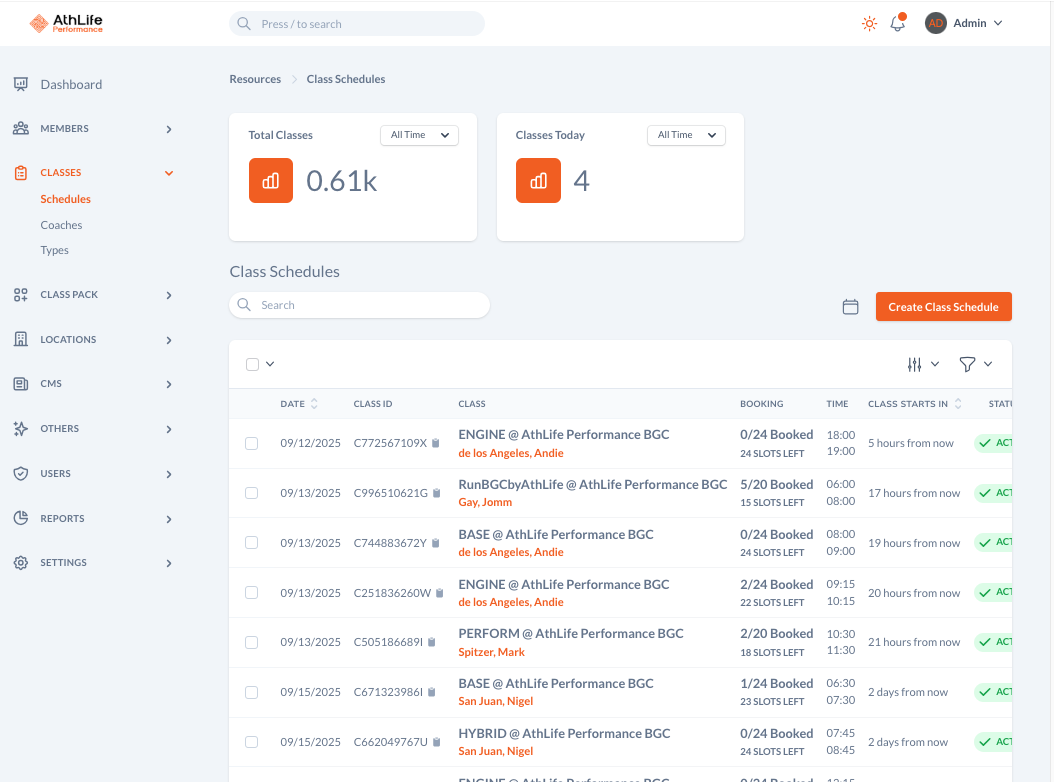 AthLife
Performance
Press / to search
AD Admin
Resources > Class Schedules
Dashboard
MEMBERS
CLASSES
Schedules
Coaches
Types
CLASS PACK
LOCATIONS
CMS
OTHERS
USERS
REPORTS
SETTINGS
Total Classes All Time
0.61k
Classes Today All Time
4
Class Schedules
Search
Create Class Schedule
DATE CLASS ID CLASS BOOKING TIME CLASS STARTS IN STATU
09/12/2025 C772567109X ENGINE @ AthLife Performance BGC 0/24 Booked 18:00 5 hours from now ACT
de los Angeles, Andie 24 SLOTS LEFT 19:00
09/13/2025 C996510621G RunBGCbyAthLife @ AthLife Performance BGC 5/20 Booked 06:00 17 hours from now ACT
Gay, Jomm 15 SLOTS LEFT 08:00
09/13/2025 C744883672Y BASE @ AthLife Performance BGC 0/24 Booked 08:00 19 hours from now ACT
de los Angeles, Andie 24 SLOTS LEFT 09:00
09/13/2025 C251836260W ENGINE @ AthLife Performance BGC 2/24 Booked 09:15 20 hours from now ACT
de los Angeles, Andie 22 SLOTS LEFT 10:15
09/13/2025 C505186689I PERFORM @ AthLife Performance BGC 2/20 Booked 10:30 21 hours from now ACT
Spitzer, Mark 18 SLOTS LEFT 11:30
09/15/2025 C671323986I BASE @ AthLife Performance BGC 1/24 Booked 06:30 2 days from now ACT
San Juan, Nigel 23 SLOTS LEFT 07:30
09/15/2025 C662049767U HYBRID @ AthLife Performance BGC 0/24 Booked 07:45 2 days from now ACT
San Juan, Nigel 24 SLOTS LEFT 08:45
ENGINE @ AthLife Performance BGC 0/24 Booked 12:15